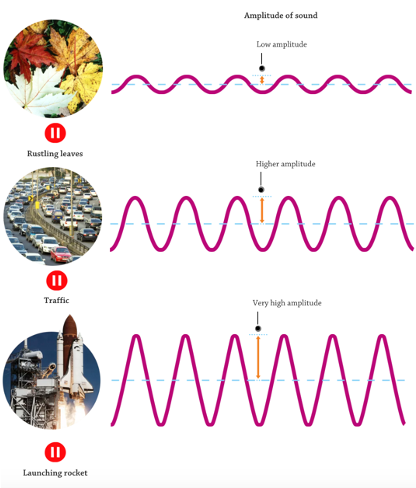 Amplitude of sound
Low amplitude
Rustling leaves
Higher amplitude
Traffic
Very high amplitude
Launching rocket